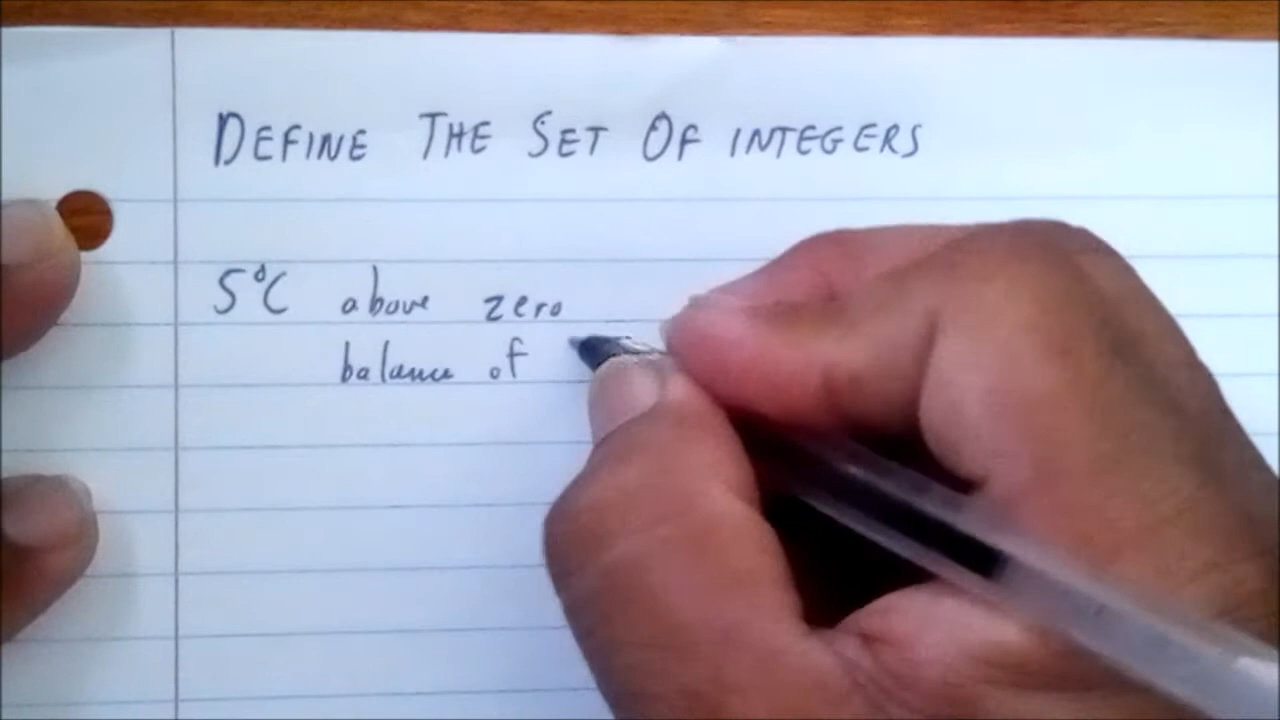 DEFINE THE SET OF INTEGERS
5°C above zero
balance of